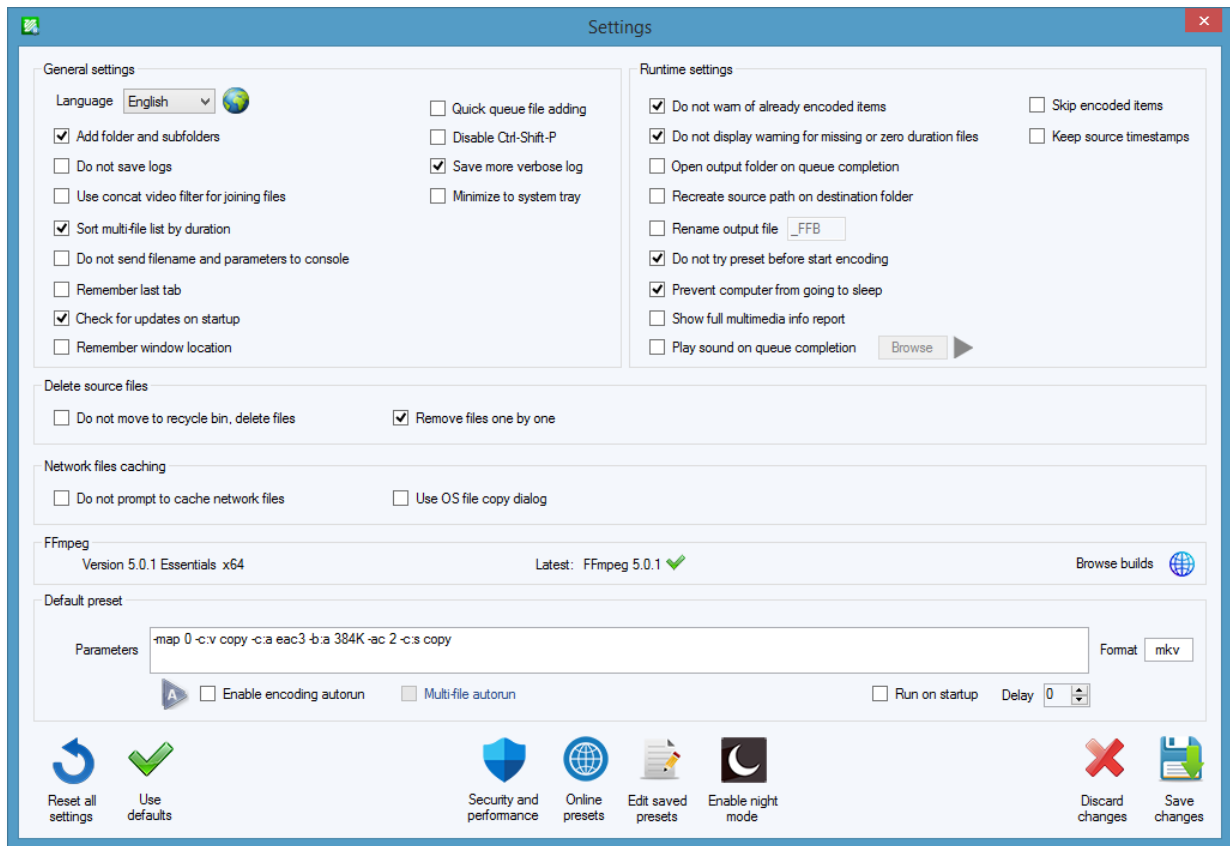 Settings
General settings
Language English
Add folder and subfolders
Do not save logs
Use concat video filter for joining files
Sort multi-file list by duration
Do not send filename and parameters to console
Remember last tab
Check for updates on startup
Remember window location
Quick queue file adding
Disable Ctrl-Shift-P
Save more verbose log
Minimize to system tray
Runtime settings
Do not warn of already encoded items
Do not display warning for missing or zero duration files
Open output folder on queue completion
Recreate source path on destination folder
Rename output file _FFB
Do not try preset before start encoding
Prevent computer from going to sleep
Show full multimedia info report
Play sound on queue completion Browse
Skip encoded items
Keep source timestamps
Delete source files
Do not move to recycle bin, delete files Remove files one by one
Network files caching
Do not prompt to cache network files Use OS file copy dialog
FFmpeg
Version 5.0.1 Essentials x64 Latest: FFmpeg 5.0.1 Browse builds
Default preset
Parameters -map 0 -c:v copy -c:a eac3 -b:a 384K -ac 2 -c:s copy Format mkv
A Enable encoding autorun Multi-file autorun Run on startup Delay 0
Reset all
settings
Use
defaults
Security and
performance
Online
presets
Edit saved
presets
Enable night
mode
Discard
changes
Save
changes